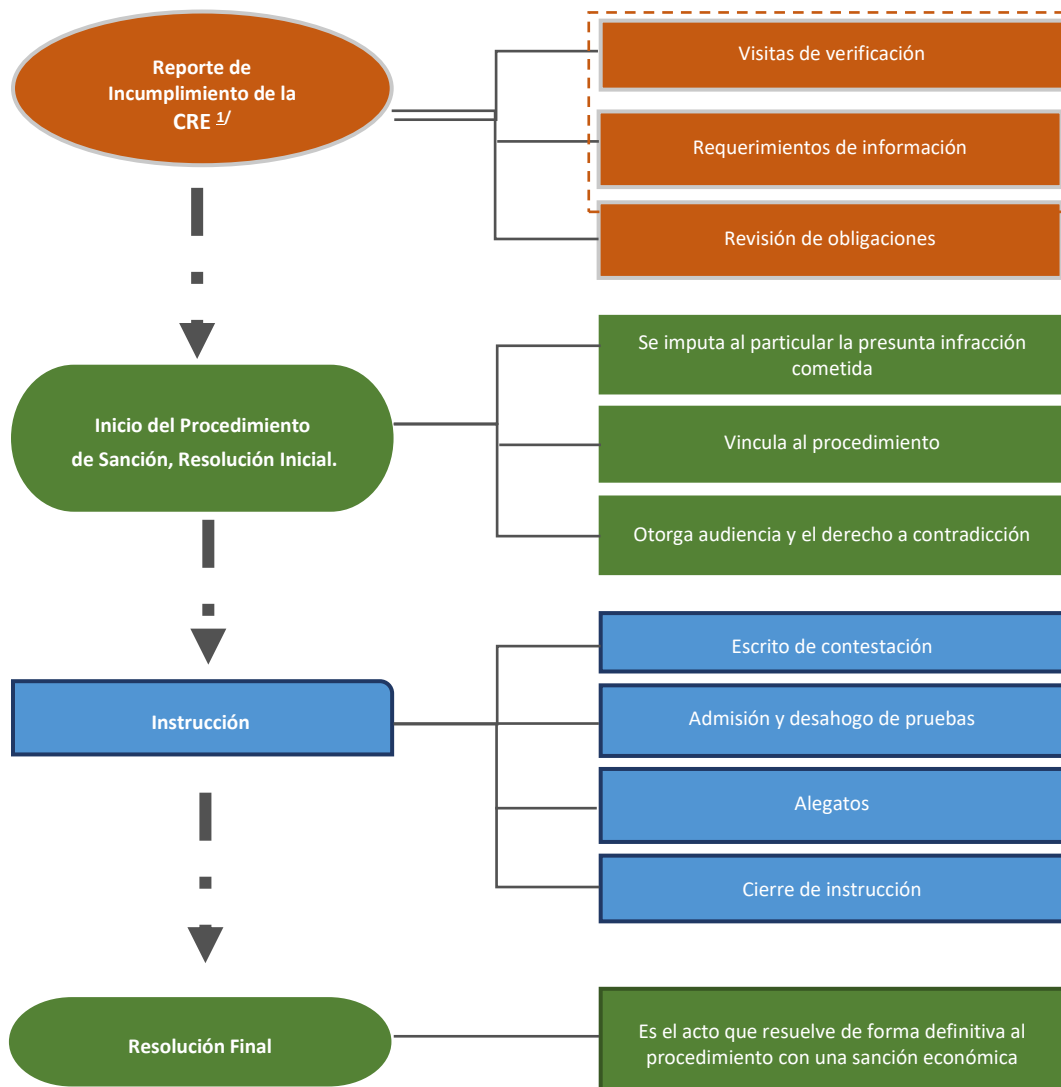 Reporte de
Incumplimiento de la
CRE 1/
Visitas de verificación
Requerimientos de información
Revisión de obligaciones
Inicio del Procedimiento
de Sanción, Resolución Inicial.
Se imputa al particular la presunta infracción
cometida
Vincula al procedimiento
Otorga audiencia y el derecho a contradicción
Instrucción
Escrito de contestación
Admisión y desahogo de pruebas
Alegatos
Cierre de instrucción
Resolución Final
Es el acto que resuelve de forma definitiva al
procedimiento con una sanción económica